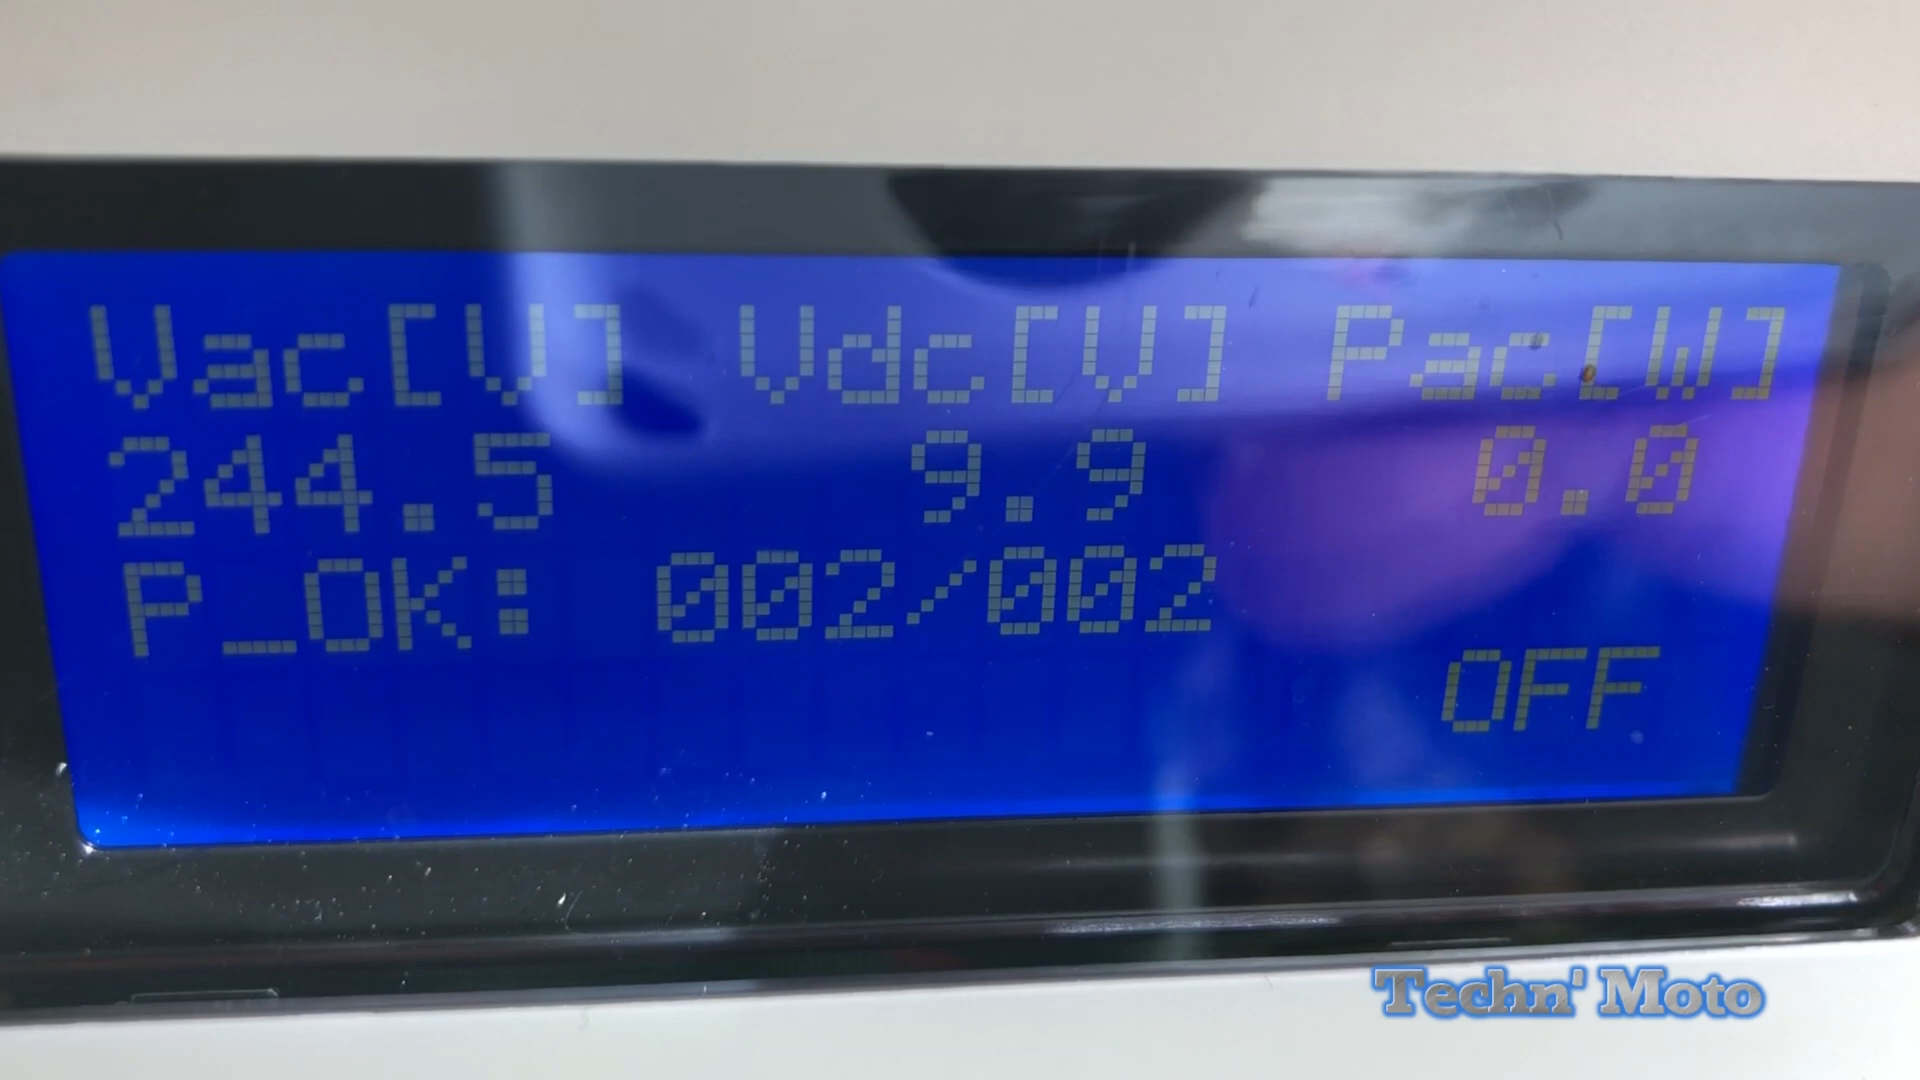 Vac[V] Vdc[V] Pac[W]
244.5 9.9 0.0
P_OK: 002/002
OFF
Techn' Moto